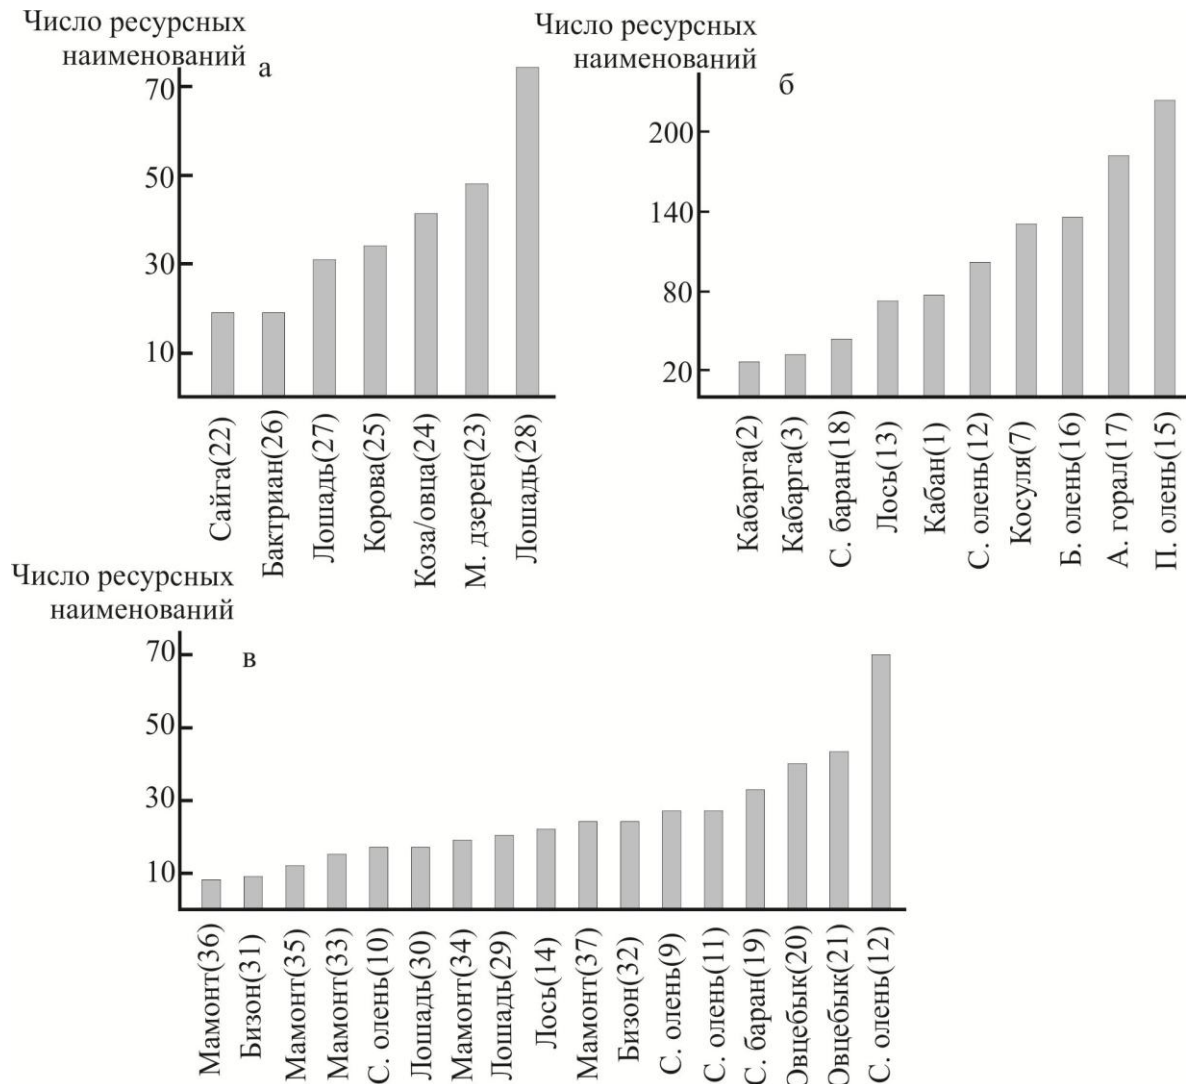 Число ресурсных
наименований
а
70
50
30
10
Сайга(22)
Бактриан(26)
Лошадь(27)
Корова(25)
Коза/овца(24)
М. дзерен(23)
Лошадь(28)
Число ресурсных
наименований
б
200
140
80
20
Кабарга(2)
Кабарга(3)
С. баран(18)
Лось(13)
Кабан(1)
С. олень(12)
Косуля(7)
Б. олень(16)
А. горал(17)
П. олень(15)
Число ресурсных
наименований
в
70
50
30
10
Мамонт(36)
Бизон(31)
Мамонт(35)
Мамонт(33)
С. олень(10)
Лошадь(30)
Мамонт(34)
Лошадь(29)
Лось(14)
Мамонт(37)
Бизон(32)
С. олень(9)
С. олень(11)
С. баран(19)
Овцебык(20)
Овцебык(21)
С. олень(12)